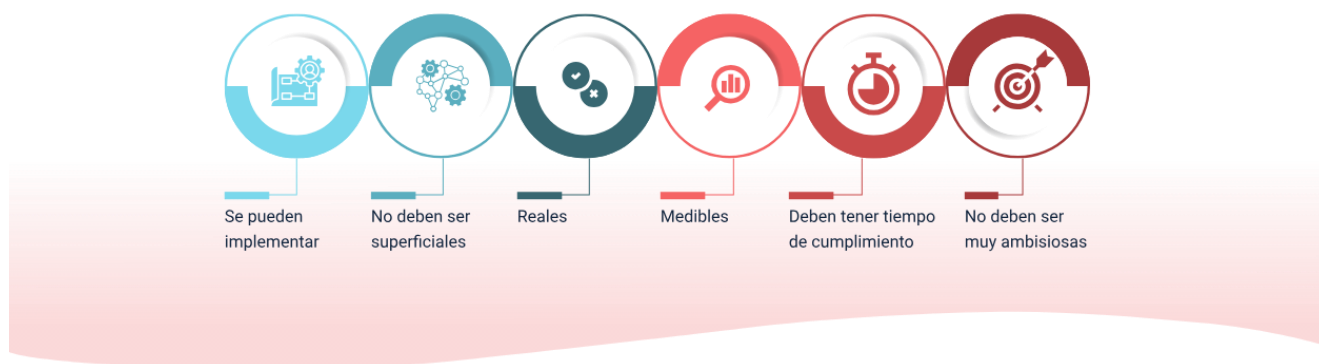 Se pueden
implementar
No deben ser
superficiales
Reales
Medibles
Deben tener tiempo
de cumplimiento
No deben ser
muy ambisiosas